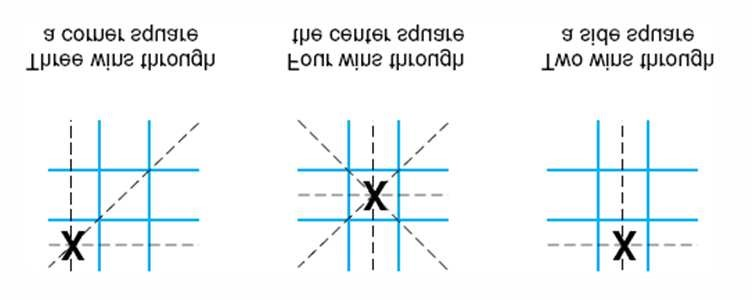 Three wins through
a corner square
Four wins through
the center square
Two wins through
a side square
X
X
X